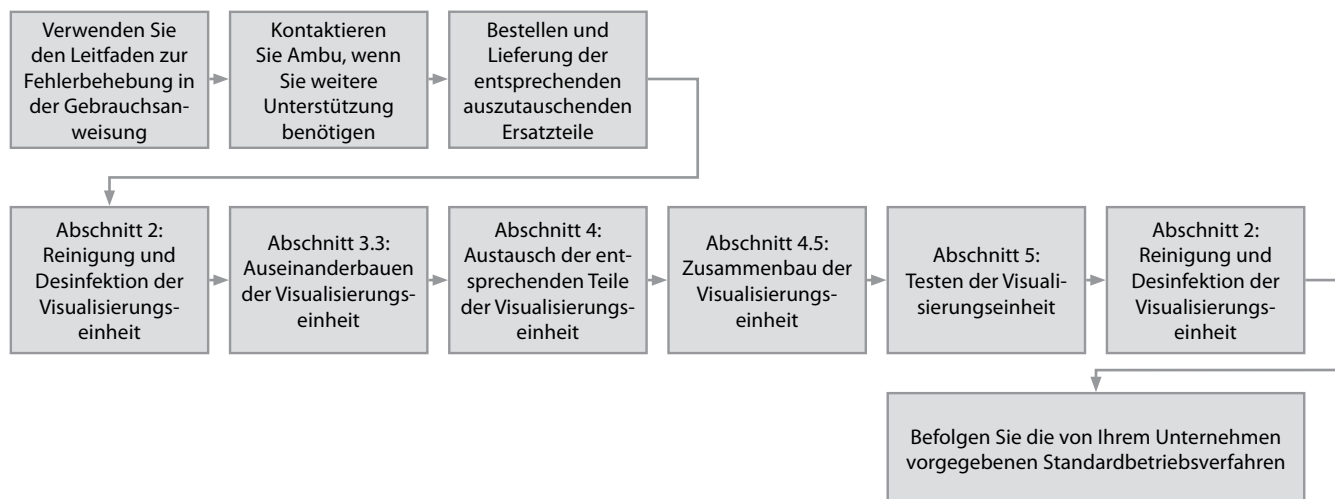 Verwenden Sie
den Leitfaden zur
Fehlerbehebung in
der Gebrauchsan-
weisung
Kontaktieren
Sie Ambu, wenn
Sie weitere
Unterstützung
benötigen
Bestellen und
Lieferung der
entsprechenden
auszutauschenden
Ersatzteile
Abschnitt 2:
Reinigung und
Desinfektion der
Visualisierungs-
einheit
Abschnitt 3.3:
Auseinanderbauen
der Visualisierungs-
einheit
Abschnitt 4:
Austausch der ent-
sprechenden Teile
der Visualisierungs-
einheit
Abschnitt 4.5:
Zusammenbau der
Visualisierungs-
einheit
Abschnitt 5:
Testen der Visuali-
sierungseinheit
Abschnitt 2:
Reinigung und
Desinfektion der
Visualisierungs-
einheit
Befolgen Sie die von Ihrem Unternehmen
vorgegebenen Standardbetriebsverfahren